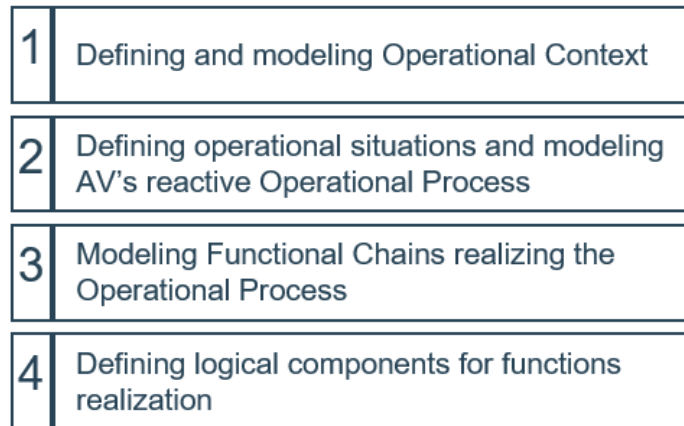 1
Defining and modeling Operational Context
2
Defining operational situations and modeling
AV's reactive Operational Process
3
Modeling Functional Chains realizing the
Operational Process
4
Defining logical components for functions
realization